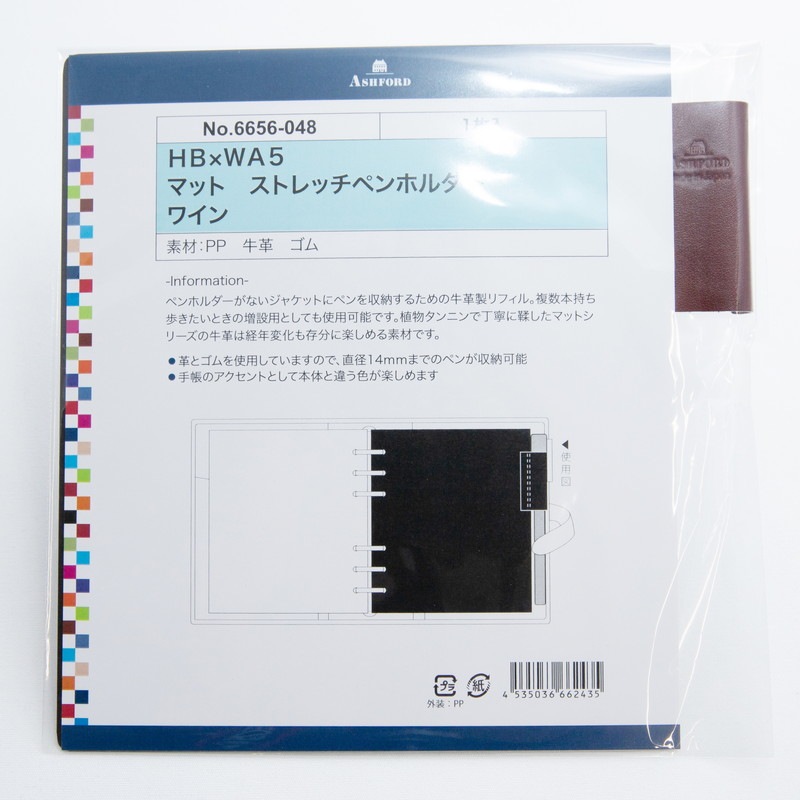 ASHFORD
No.6656-048
HB×WA5
マット ストレッチペンホルダ
ワイン
素材:PP 牛革 ゴム
-Information-
ペンホルダーがないジャケットにペンを収納するための牛革製リフィル。複数本持ち
歩きたいときの増設用としても使用可能です。植物タンニンで丁寧に鞣したマットシ
リーズの牛革は経年変化も存分に楽しめる素材です。
●革とゴムを使用していますので、直径14mmまでのペンが収納可能
●手帳のアクセントとして本体と違う色が楽しめます
◀使用図
プラ 紙
外装:PP
4 535036 662435
ASHFORD